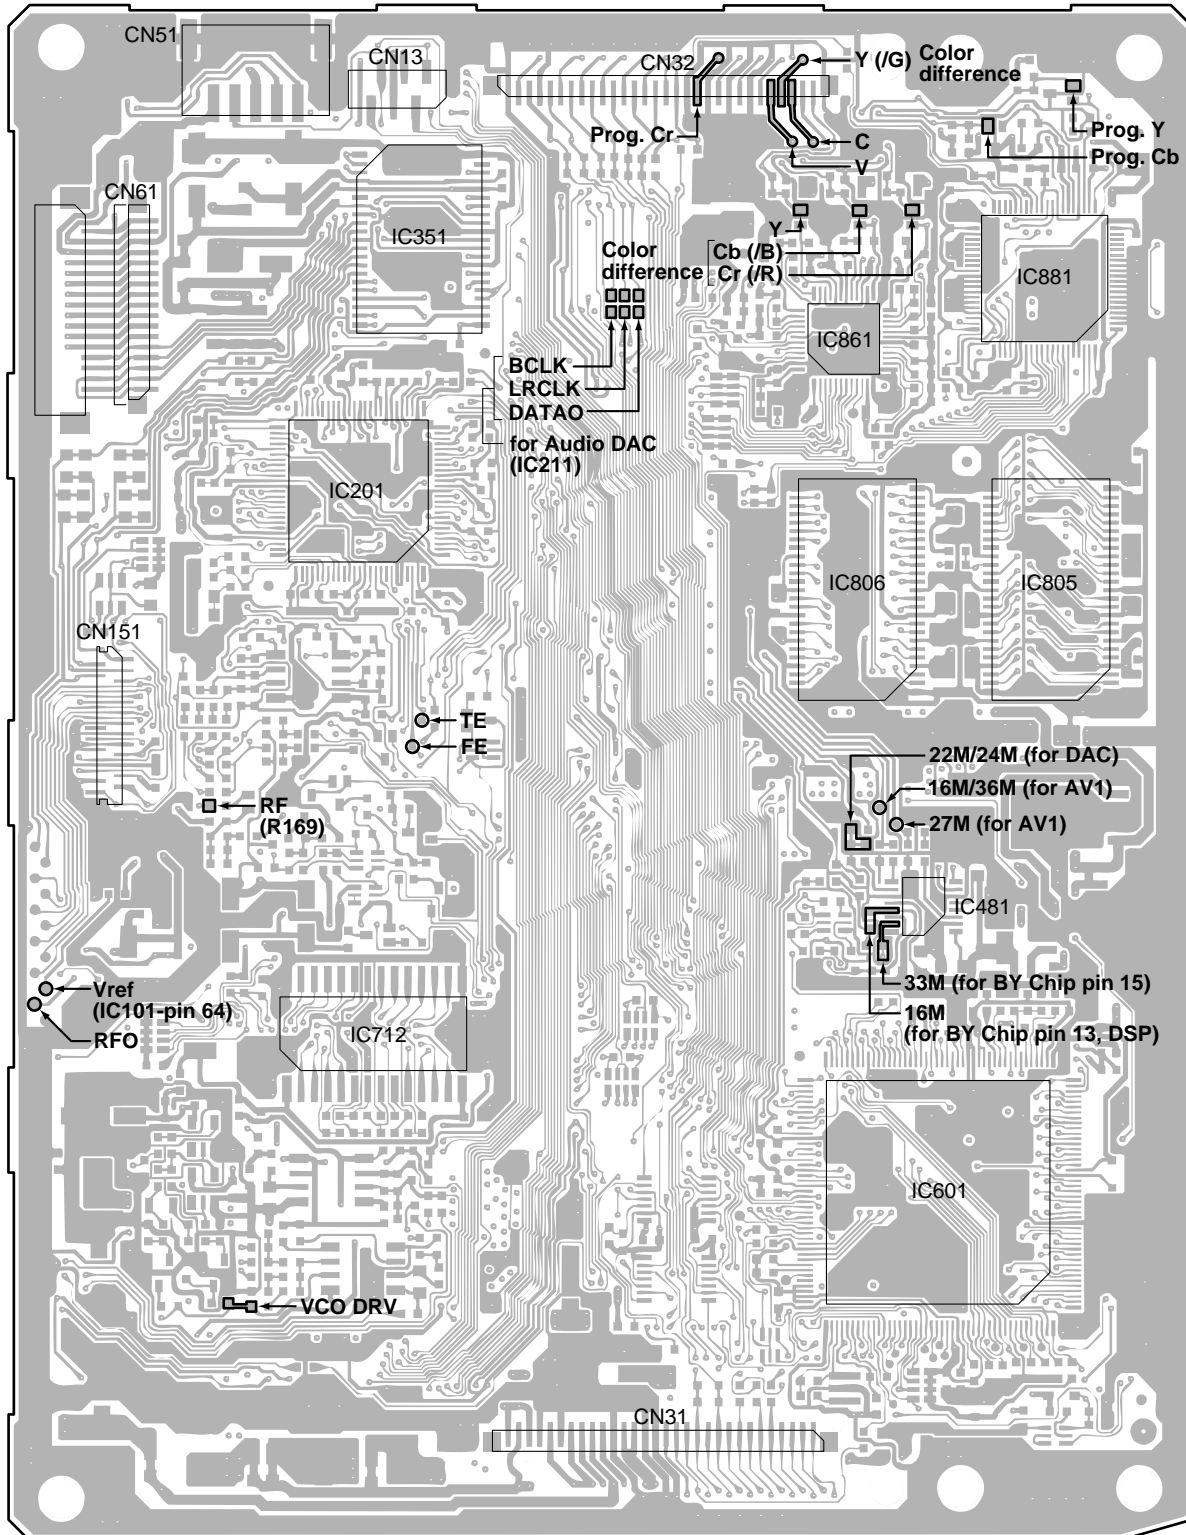 CN51
CN13
CN32
Y (/G) Color
difference
Prog. Cr
C
V
Prog. Y
Prog. Cb
CN61
IC351
Y
Color
difference
Cb (/B)
Cr (/R)
IC881
IC861
BCLK
LRCLK
DATAO
for Audio DAC
(IC211)
IC201
IC806
IC805
CN151
TE
FE
22M/24M (for DAC)
16M/36M (for AV1)
27M (for AV1)
RF
(R169)
IC481
Vref
(IC101-pin 64)
RFO
33M (for BY Chip pin 15)
16M
(for BY Chip pin 13, DSP)
IC712
IC601
VCO DRV
CN31